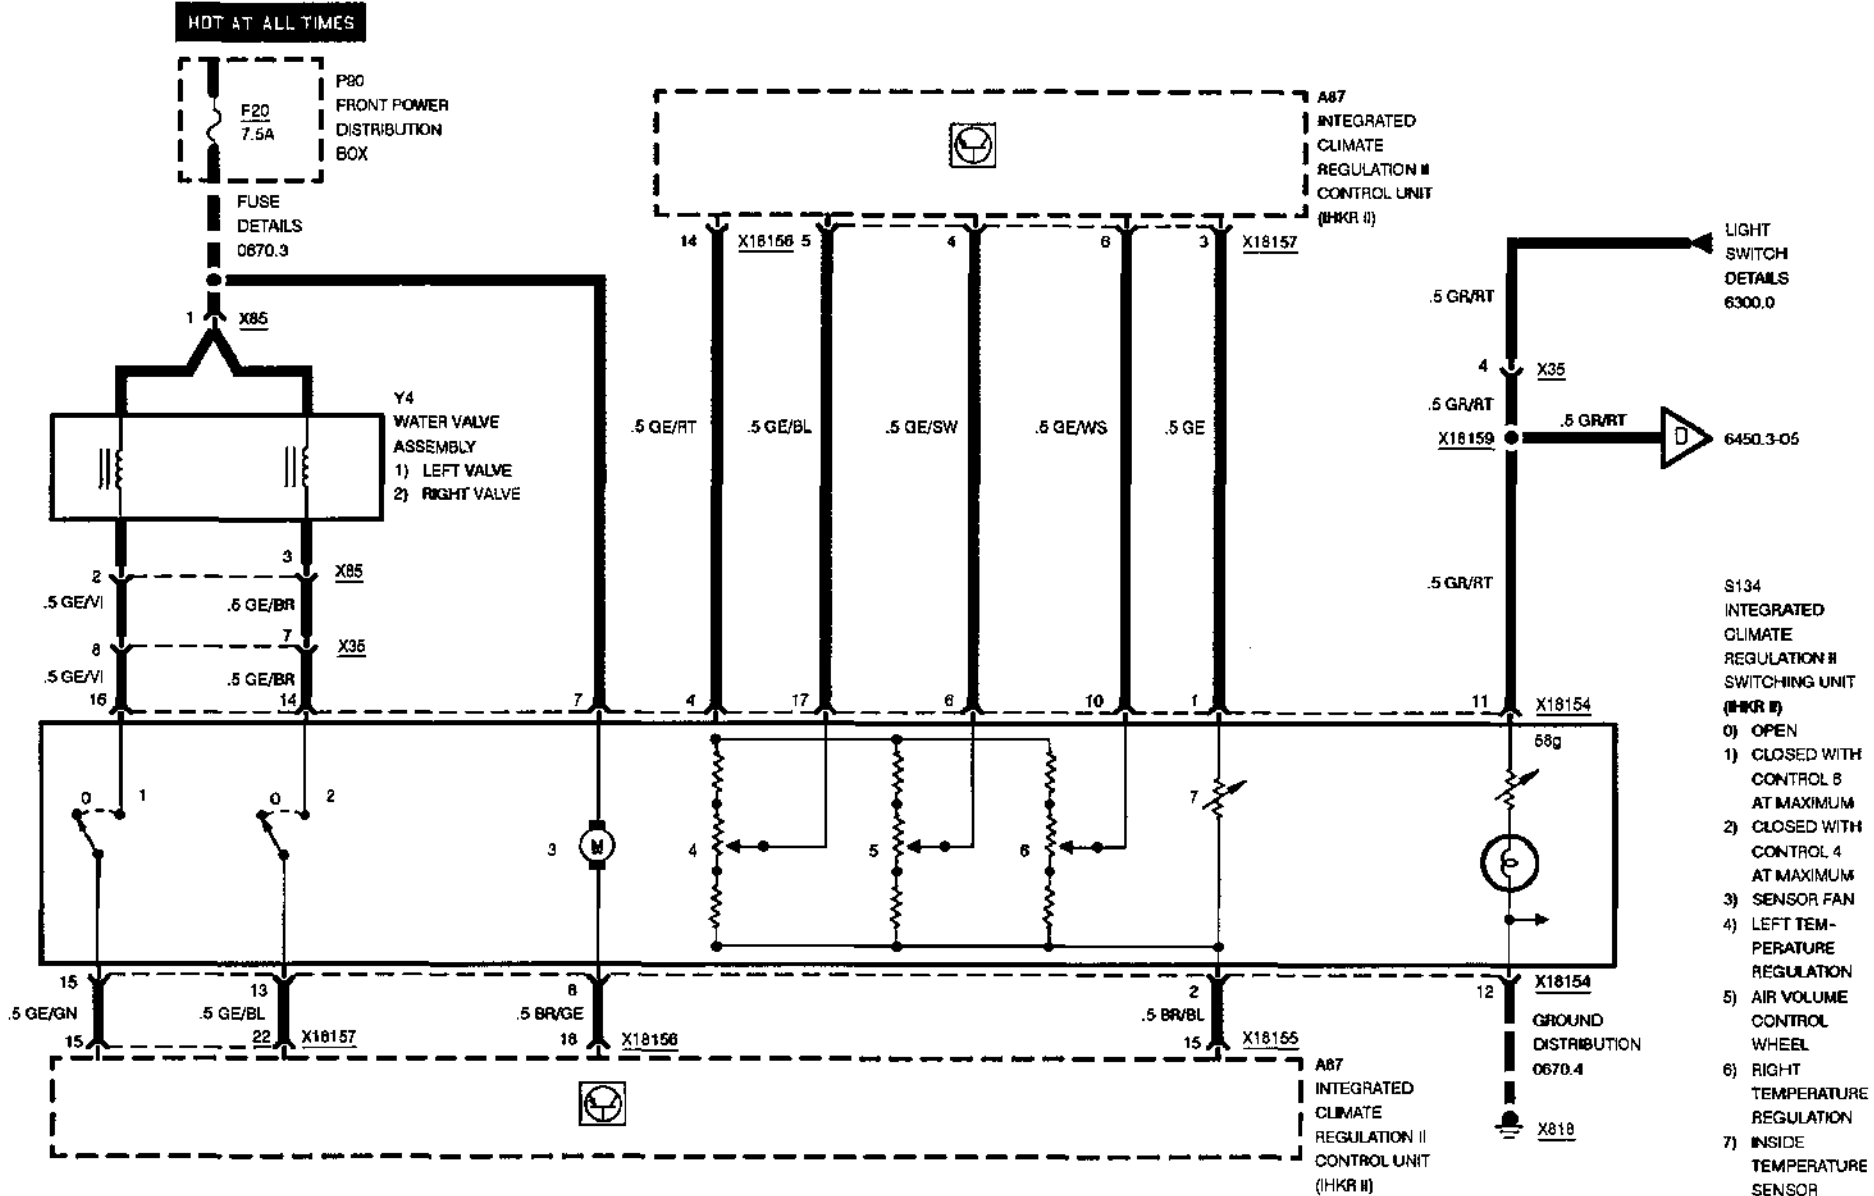 HOT AT ALL TIMES
P90
FRONT POWER
DISTRIBUTION
BOX
F20
7.5A
FUSE
DETAILS
0670.3
1 X85
Y4
WATER VALVE
ASSEMBLY
1) LEFT VALVE
2) RIGHT VALVE
2 3 X85
.5 GE/VI .5 GE/BR
8 7 X35
.5 GE/VI .5 GE/BR
A87
INTEGRATED
CLIMATE
REGULATION II
CONTROL UNIT
(IHKR II)
14 X18156 5 4 6 3 X18157
.5 GE/RT .5 GE/BL .5 GE/SW .5 GE/WS .5 GE
LIGHT
SWITCH
DETAILS
6300.0
.5 GR/RT
4 X35
.5 GR/RT
X18159 .5 GR/RT D 6450.3-05
.5 GR/RT
16 14 7 4 17 6 10 1 11 X18154
58g
0 1 0 2 3 M 4 5 6 7
15 13 8 2 12 X18154
.5 GE/GN .5 GE/BL .5 BR/GE .5 BR/BL
15 22 X18157 18 X18156 15 X18155
GROUND
DISTRIBUTION
0670.4
X818
A87
INTEGRATED
CLIMATE
REGULATION II
CONTROL UNIT
(IHKR II)
S134
INTEGRATED
CLIMATE
REGULATION II
SWITCHING UNIT
(IHKR II)
0) OPEN
1) CLOSED WITH
CONTROL 6
AT MAXIMUM
2) CLOSED WITH
CONTROL 4
AT MAXIMUM
3) SENSOR FAN
4) LEFT TEM-
PERATURE
REGULATION
5) AIR VOLUME
CONTROL
WHEEL
6) RIGHT
TEMPERATURE
REGULATION
7) INSIDE
TEMPERATURE
SENSOR